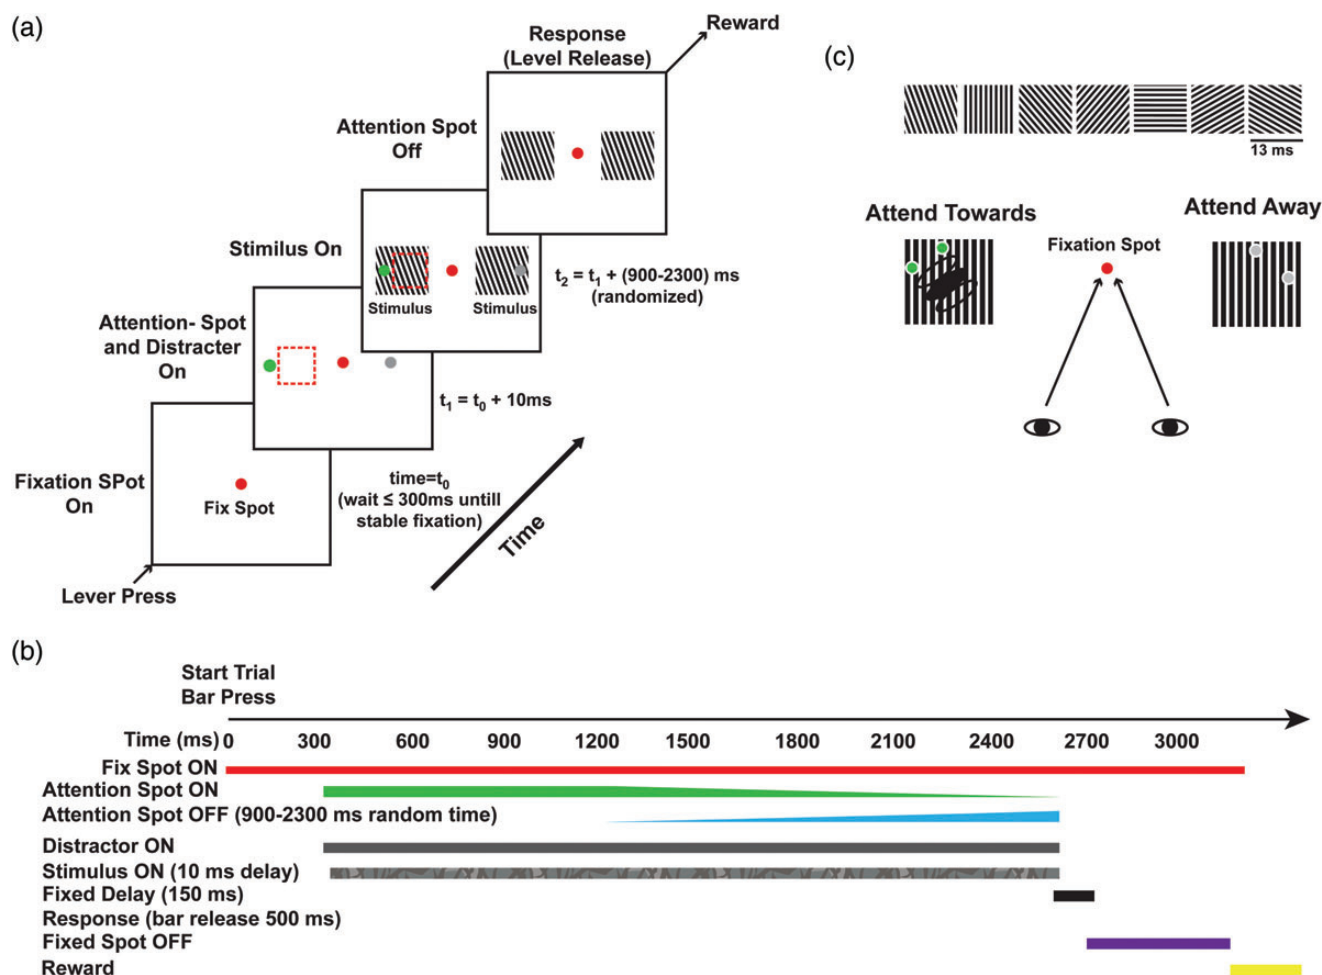 (a)
Response
(Level Release)
Reward
Attention Spot
Off
Stimilus On
Stimulus
Stimulus
t2 = t1 + (900-2300) ms
(randomized)
Attention- Spot
and Distracter
On
t1 = t0 + 10ms
Fixation SPot
On
Fix Spot
time=t0
(wait ≤ 300ms untill
stable fixation)
Time
Lever Press
(c)
13 ms
Attend Towards
Fixation Spot
Attend Away
(b)
Start Trial
Bar Press
Time (ms) 0 300 600 900 1200 1500 1800 2100 2400 2700 3000
Fix Spot ON
Attention Spot ON
Attention Spot OFF (900-2300 ms random time)
Distractor ON
Stimulus ON (10 ms delay)
Fixed Delay (150 ms)
Response (bar release 500 ms)
Fixed Spot OFF
Reward